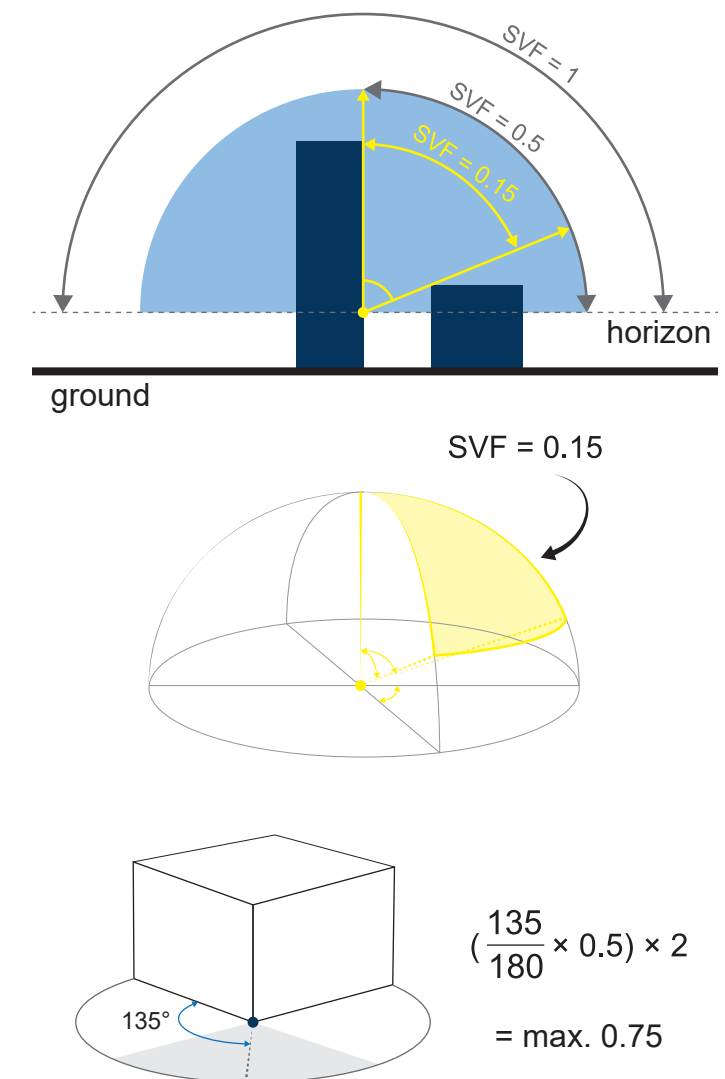 SVF = 1
SVF = 0.5
SVF = 0.15
horizon
ground
SVF = 0.15
135°
(135/180 × 0.5) × 2
= max. 0.75